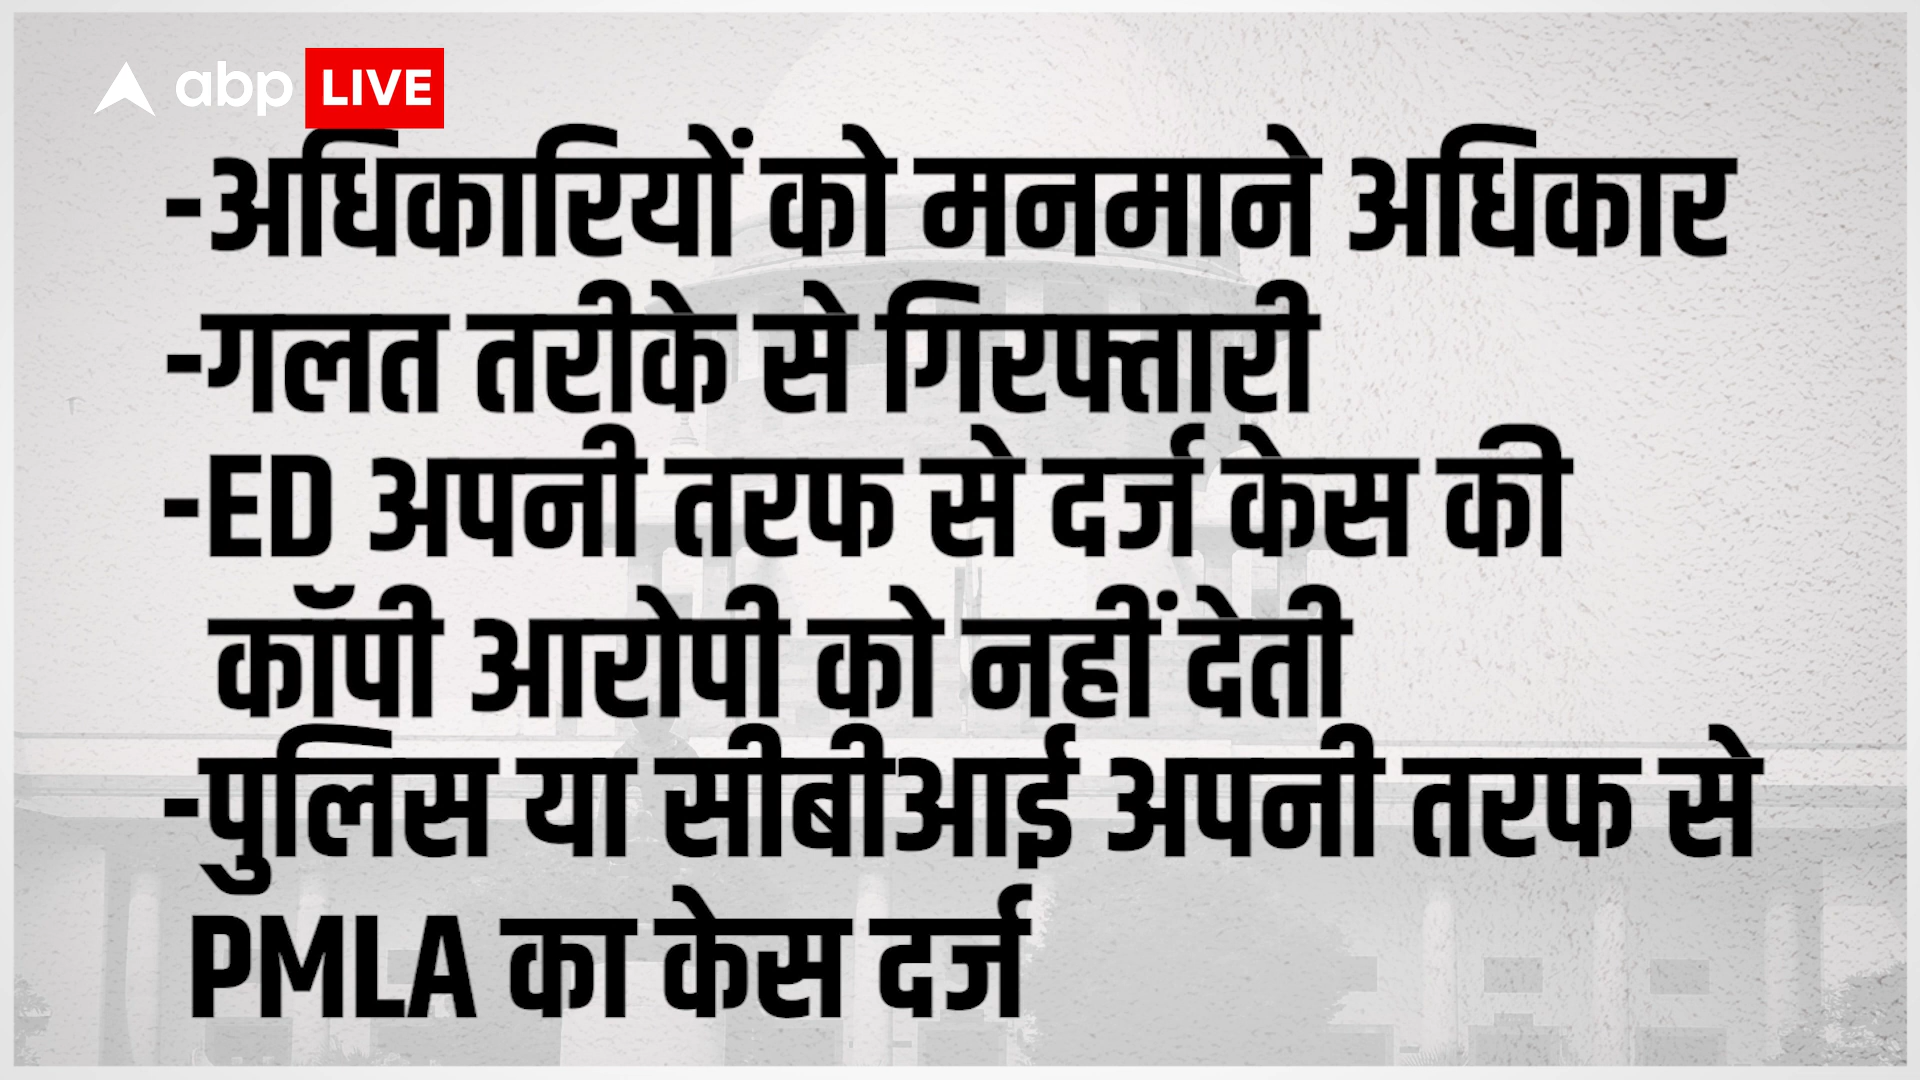 abp LIVE
-अधिकारियों को मनमाने अधिकार
-गलत तरीके से गिरफ्तारी
-ED अपनी तरफ से दर्ज केस की
कॉपी आरोपी को नहीं देती
-पुलिस या सीबीआई अपनी तरफ से
PMLA का केस दर्ज